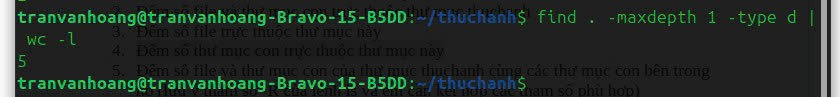 tranvanhoang@tranvanhoang-Bravo-15-B5DD:~/thuchanh$ find . -maxdepth 1 -type d |
wc -l
3. Đếm số file trực thuộc thư mục này
4. Đếm số thư mục con trực thuộc thư mục này
5
5. Đếm số file và thư mục con của thư mục thuchanh cùng các thư mục con bên trong
tranvanhoang@tranvanhoang-Bravo-15-B5DD:~/thuchanh$